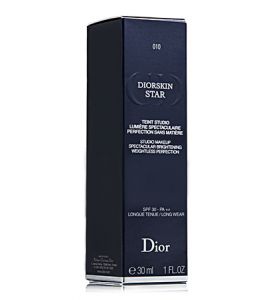 010
DIORSKIN
STAR
TEINT STUDIO
LUMIÈRE SPECTACULAIRE
PERFECTION SANS MATIÈRE
STUDIO MAKEUP
SPECTACULAR BRIGHTENING
WEIGHTLESS PERFECTION
SPF 30 - PA ++
LONGUE TENUE / LONG WEAR
Dior
e 30 ml 1 FL.OZ